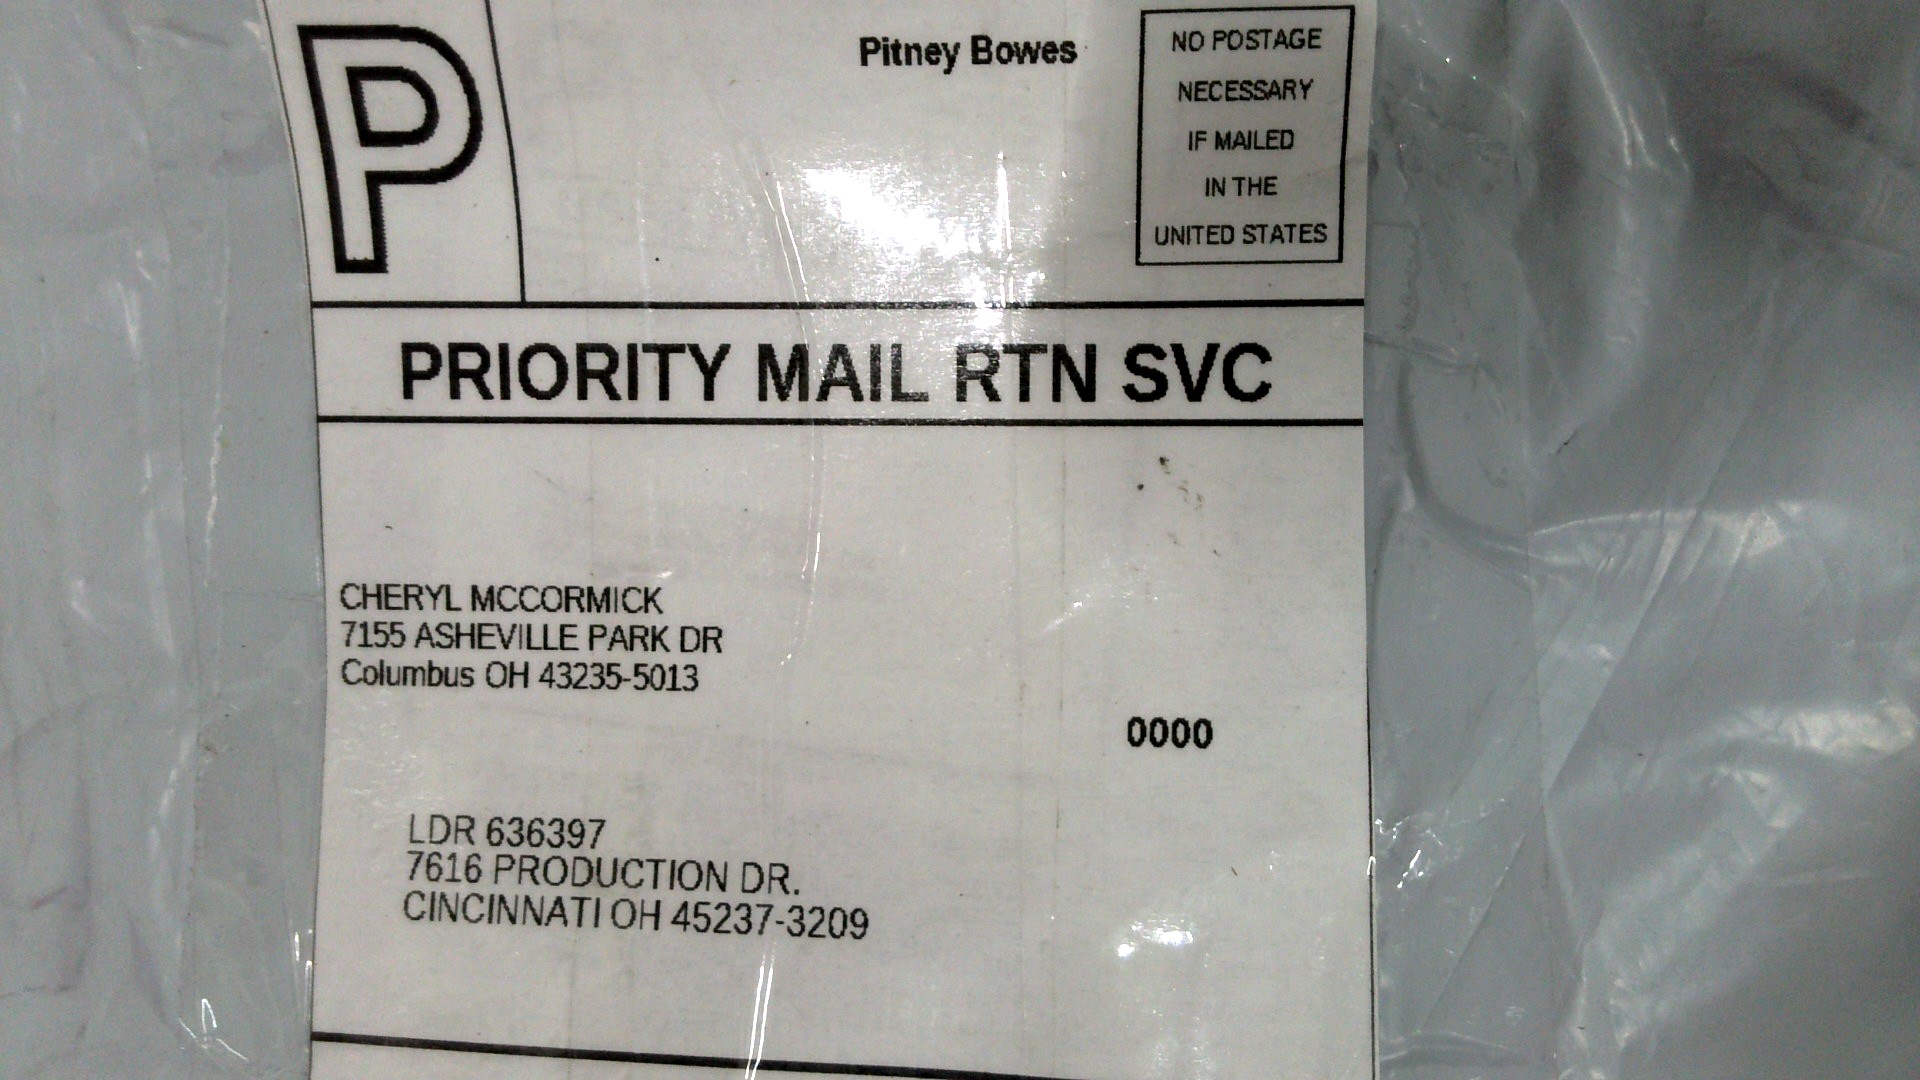 P
Pitney Bowes
NO POSTAGE
NECESSARY
IF MAILED
IN THE
UNITED STATES
PRIORITY MAIL RTN SVC
CHERYL MCCORMICK
7155 ASHEVILLE PARK DR
Columbus OH 43235-5013
0000
LDR 636397
7616 PRODUCTION DR.
CINCINNATI OH 45237-3209